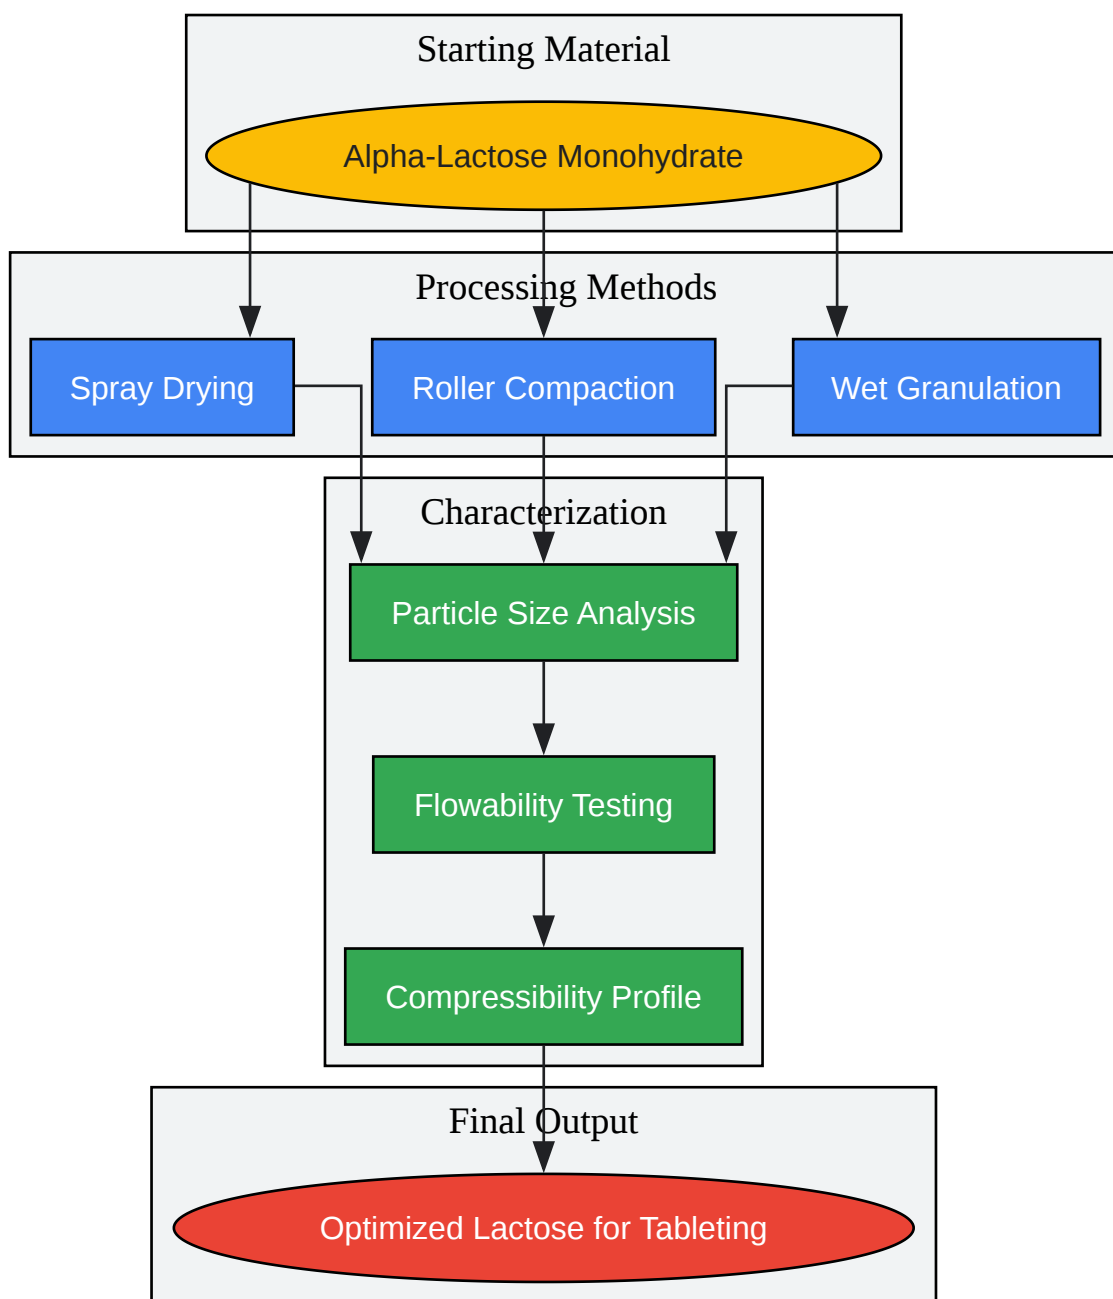 Starting Material
Alpha-Lactose Monohydrate
Processing Methods
Spray Drying
Roller Compaction
Wet Granulation
Characterization
Particle Size Analysis
Flowability Testing
Compressibility Profile
Final Output
Optimized Lactose for Tableting